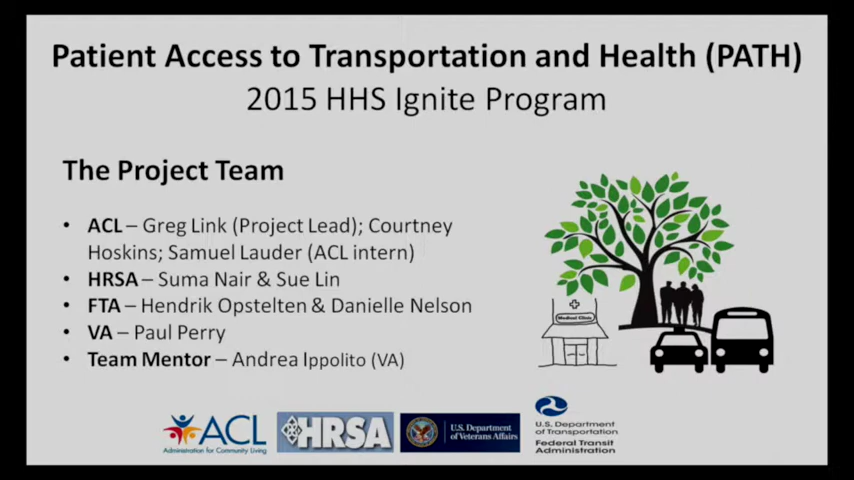 Patient Access to Transportation and Health (PATH)
2015 HHS Ignite Program
The Project Team
• ACL – Greg Link (Project Lead); Courtney
Hoskins; Samuel Lauder (ACL intern)
• HRSA – Suma Nair & Sue Lin
• FTA – Hendrik Opstelten & Danielle Nelson
• VA – Paul Perry
• Team Mentor – Andrea Ippolito (VA)
Medical Clinic
ACL
Administration for Community Living
HRSA
U.S. Department
of Veterans Affairs
U.S. Department
of Transportation
Federal Transit
Administration